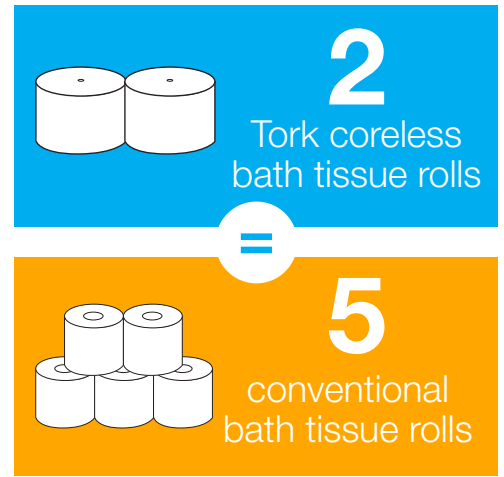 2
Tork coreless
bath tissue rolls
=
5
conventional
bath tissue rolls